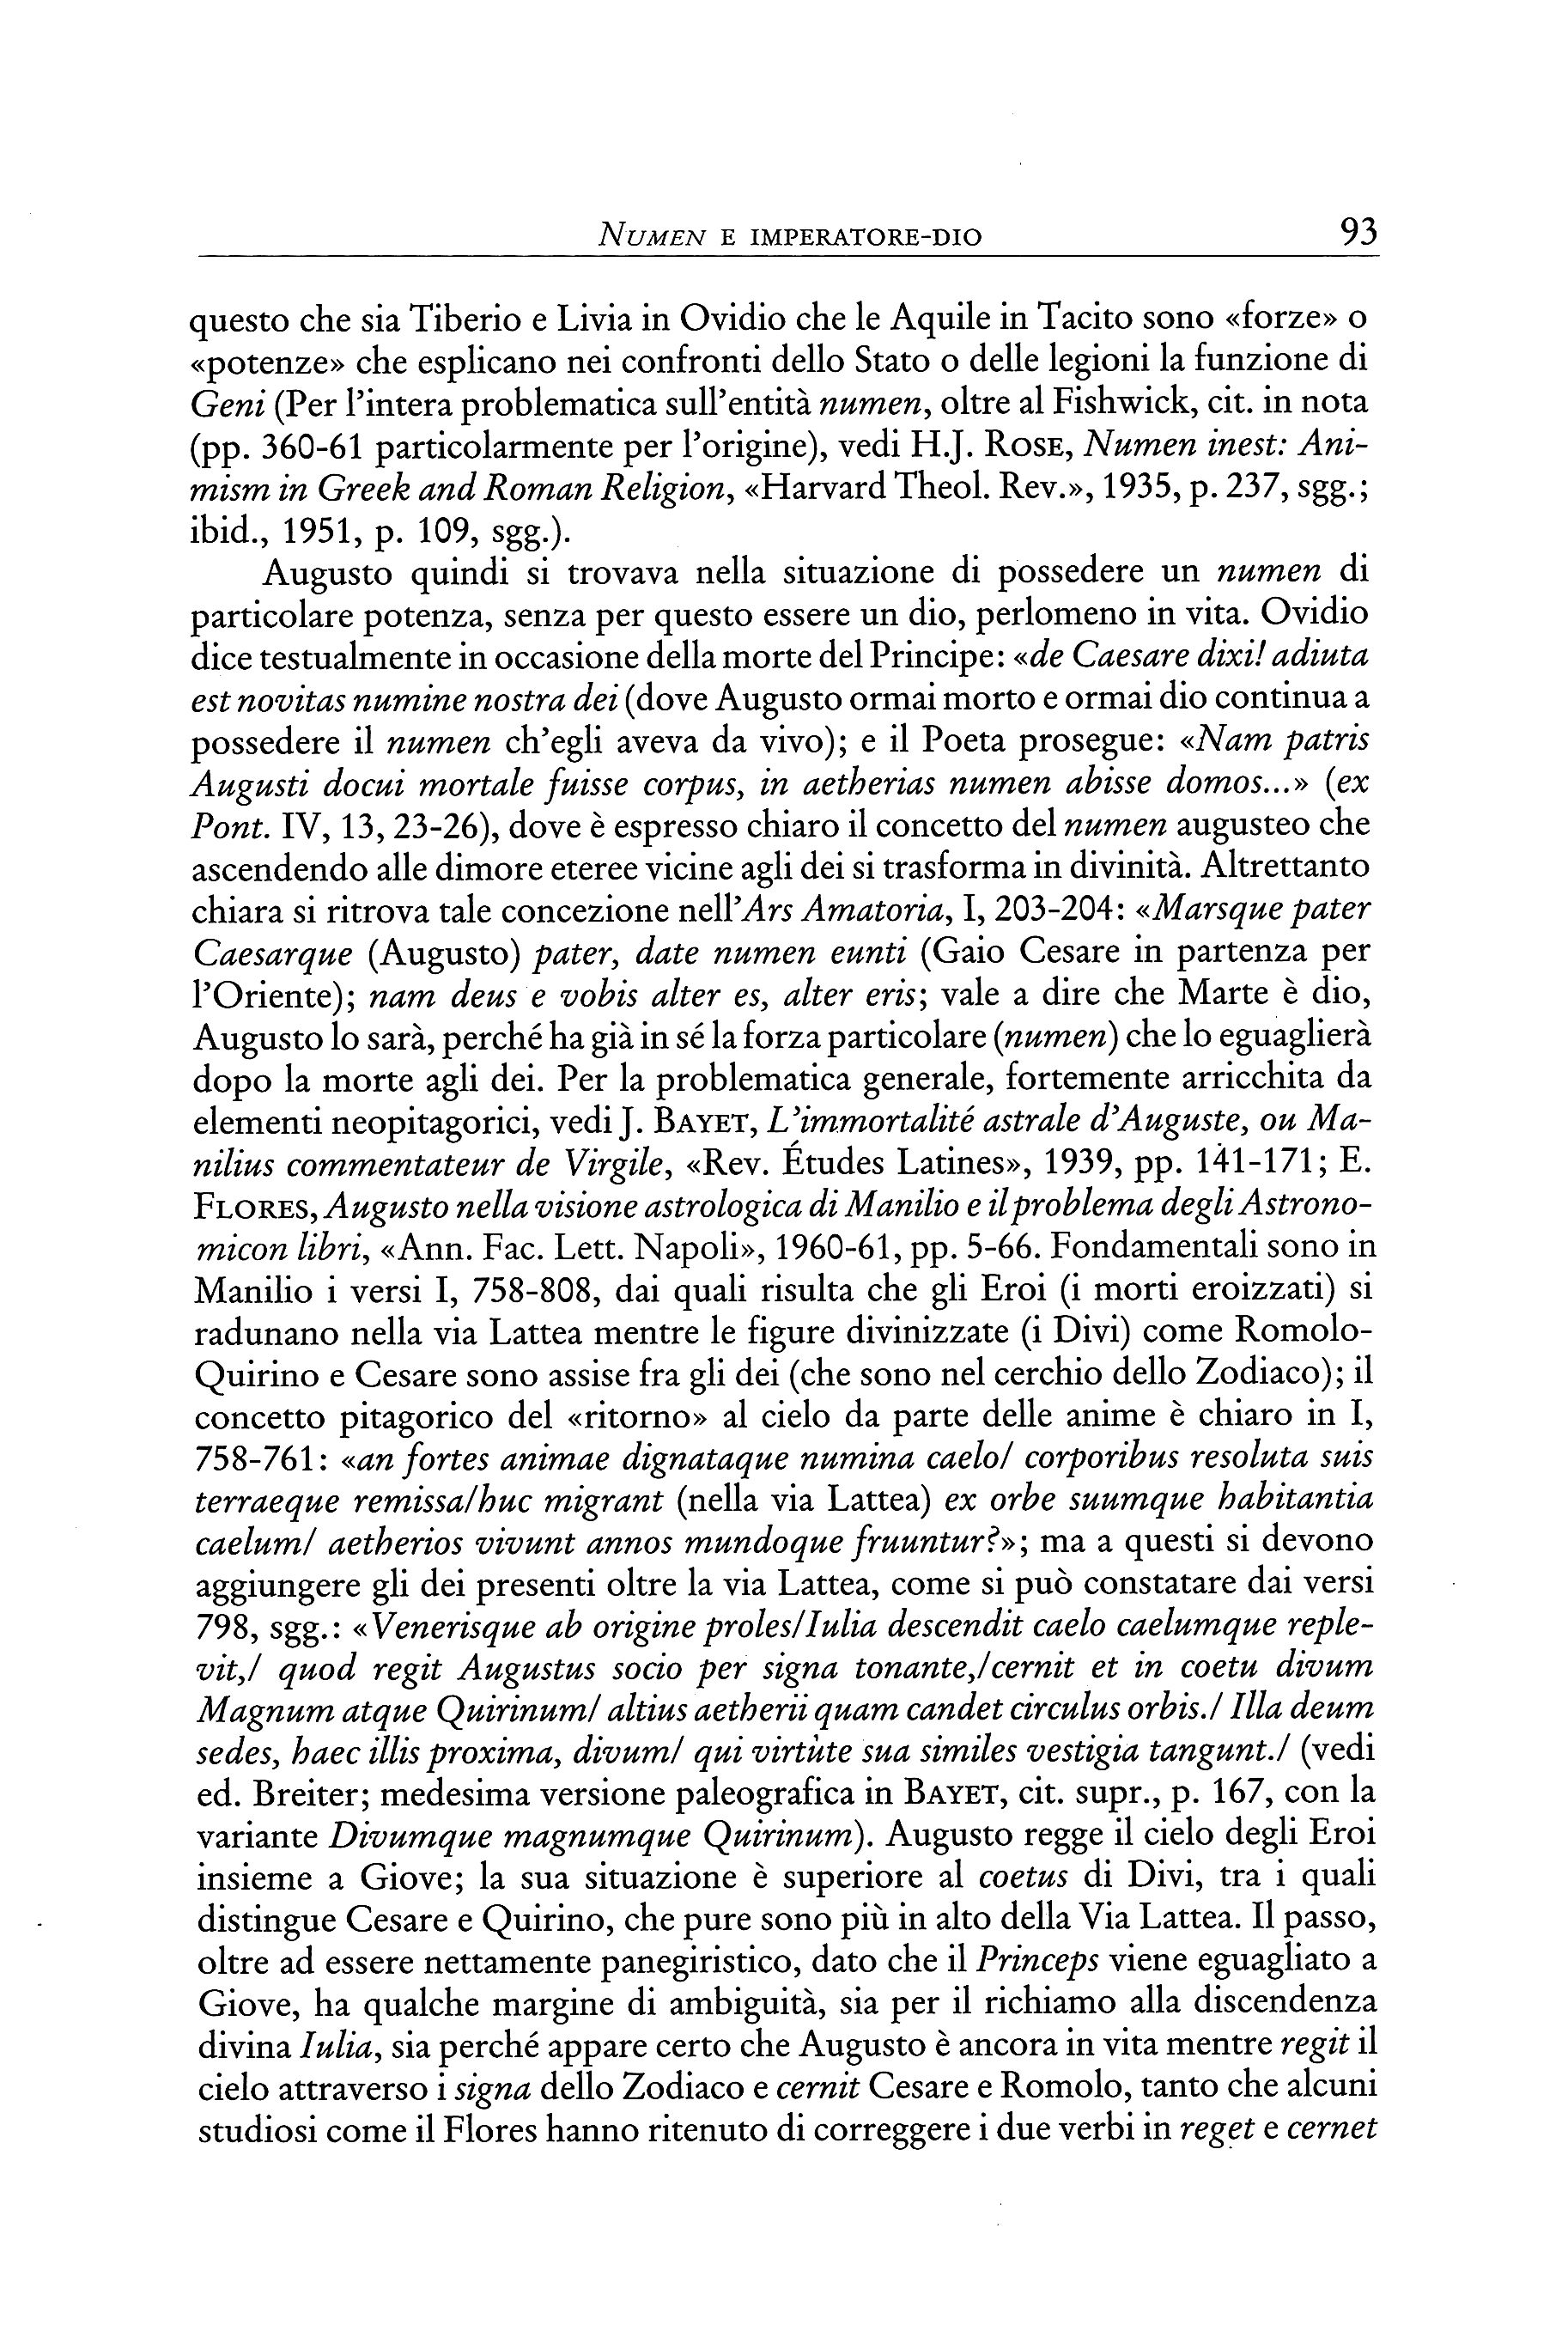 NUMEN E IMPERATORE-DIO 93
questo che sia Tiberio e Livia in Ovidio che le Aquile in Tacito sono «forze» o
«potenze» che esplicano nei confronti dello Stato o delle legioni la funzione di
Geni (Per l'intera problematica sull'entità numen, oltre al Fishwick, cit. in nota
(pp. 360-61 particolarmente per l'origine), vedi H.J. ROSE, Numen inest: Ani-
mism in Greek and Roman Religion, «Harvard Theol. Rev.», 1935, p. 237, sgg.;
ibid., 1951, p. 109, sgg.).
Augusto quindi si trovava nella situazione di possedere un numen di
particolare potenza, senza per questo essere un dio, perlomeno in vita. Ovidio
dice testualmente in occasione della morte del Principe: «de Caesare dixi! adiuta
est novitas numine nostra dei (dove Augusto ormai morto e ormai dio continua a
possedere il numen ch'egli aveva da vivo); e il Poeta prosegue: «Nam patris
Augusti docui mortale fuisse corpus, in aetherias numen abisse domos...» (ex
Pont. IV, 13, 23-26), dove è espresso chiaro il concetto del numen augusteo che
ascendendo alle dimore eteree vicine agli dei si trasforma in divinità. Altrettanto
chiara si ritrova tale concezione nell'Ars Amatoria, I, 203-204: «Marsque pater
Caesarque (Augusto) pater, date numen eunti (Gaio Cesare in partenza per
l'Oriente); nam deus e vobis alter es, alter eris; vale a dire che Marte è dio,
Augusto lo sarà, perché ha già in sé la forza particolare (numen) che lo eguaglierà
dopo la morte agli dei. Per la problematica generale, fortemente arricchita da
elementi neopitagorici, vedi J. BAYET, L'immortalité astrale d'Auguste, ou Ma-
nilius commentateur de Virgile, «Rev. Études Latines», 1939, pp. 141-171; E.
FLORES, Augusto nella visione astrologica di Manilio e il problema degli Astrono-
micon libri, «Ann. Fac. Lett. Napoli», 1960-61, pp. 5-66. Fondamentali sono in
Manilio i versi I, 758-808, dai quali risulta che gli Eroi (i morti eroizzati) si
radunano nella via Lattea mentre le figure divinizzate (i Divi) come Romolo-
Quirino e Cesare sono assise fra gli dei (che sono nel cerchio dello Zodiaco); il
concetto pitagorico del «ritorno» al cielo da parte delle anime è chiaro in I,
758-761: «an fortes animae dignataque numina caelo/ corporibus resoluta suis
terraeque remissa/huc migrant (nella via Lattea) ex orbe suumque habitantia
caelum/ aetherios vivunt annos mundoque fruuntur?»; ma a questi si devono
aggiungere gli dei presenti oltre la via Lattea, come si può constatare dai versi
798, sgg.: «Venerisque ab origine proles/Iulia descendit caelo caelumque reple-
vit,/ quod regit Augustus socio per signa tonante,/cernit et in coetu divum
Magnum atque Quirinum/ altius aetherii quam candet circulus orbis./ Illa deum
sedes, haec illis proxima, divum/ qui virtute sua similes vestigia tangunt./ (vedi
ed. Breiter; medesima versione paleografica in BAYET, cit. supr., p. 167, con la
variante Divumque magnumque Quirinum). Augusto regge il cielo degli Eroi
insieme a Giove; la sua situazione è superiore al coetus di Divi, tra i quali
distingue Cesare e Quirino, che pure sono più in alto della Via Lattea. Il passo,
oltre ad essere nettamente panegiristico, dato che il Princeps viene eguagliato a
Giove, ha qualche margine di ambiguità, sia per il richiamo alla discendenza
divina Iulia, sia perché appare certo che Augusto è ancora in vita mentre regit il
cielo attraverso i signa dello Zodiaco e cernit Cesare e Romolo, tanto che alcuni
studiosi come il Flores hanno ritenuto di correggere i due verbi in reget e cernet